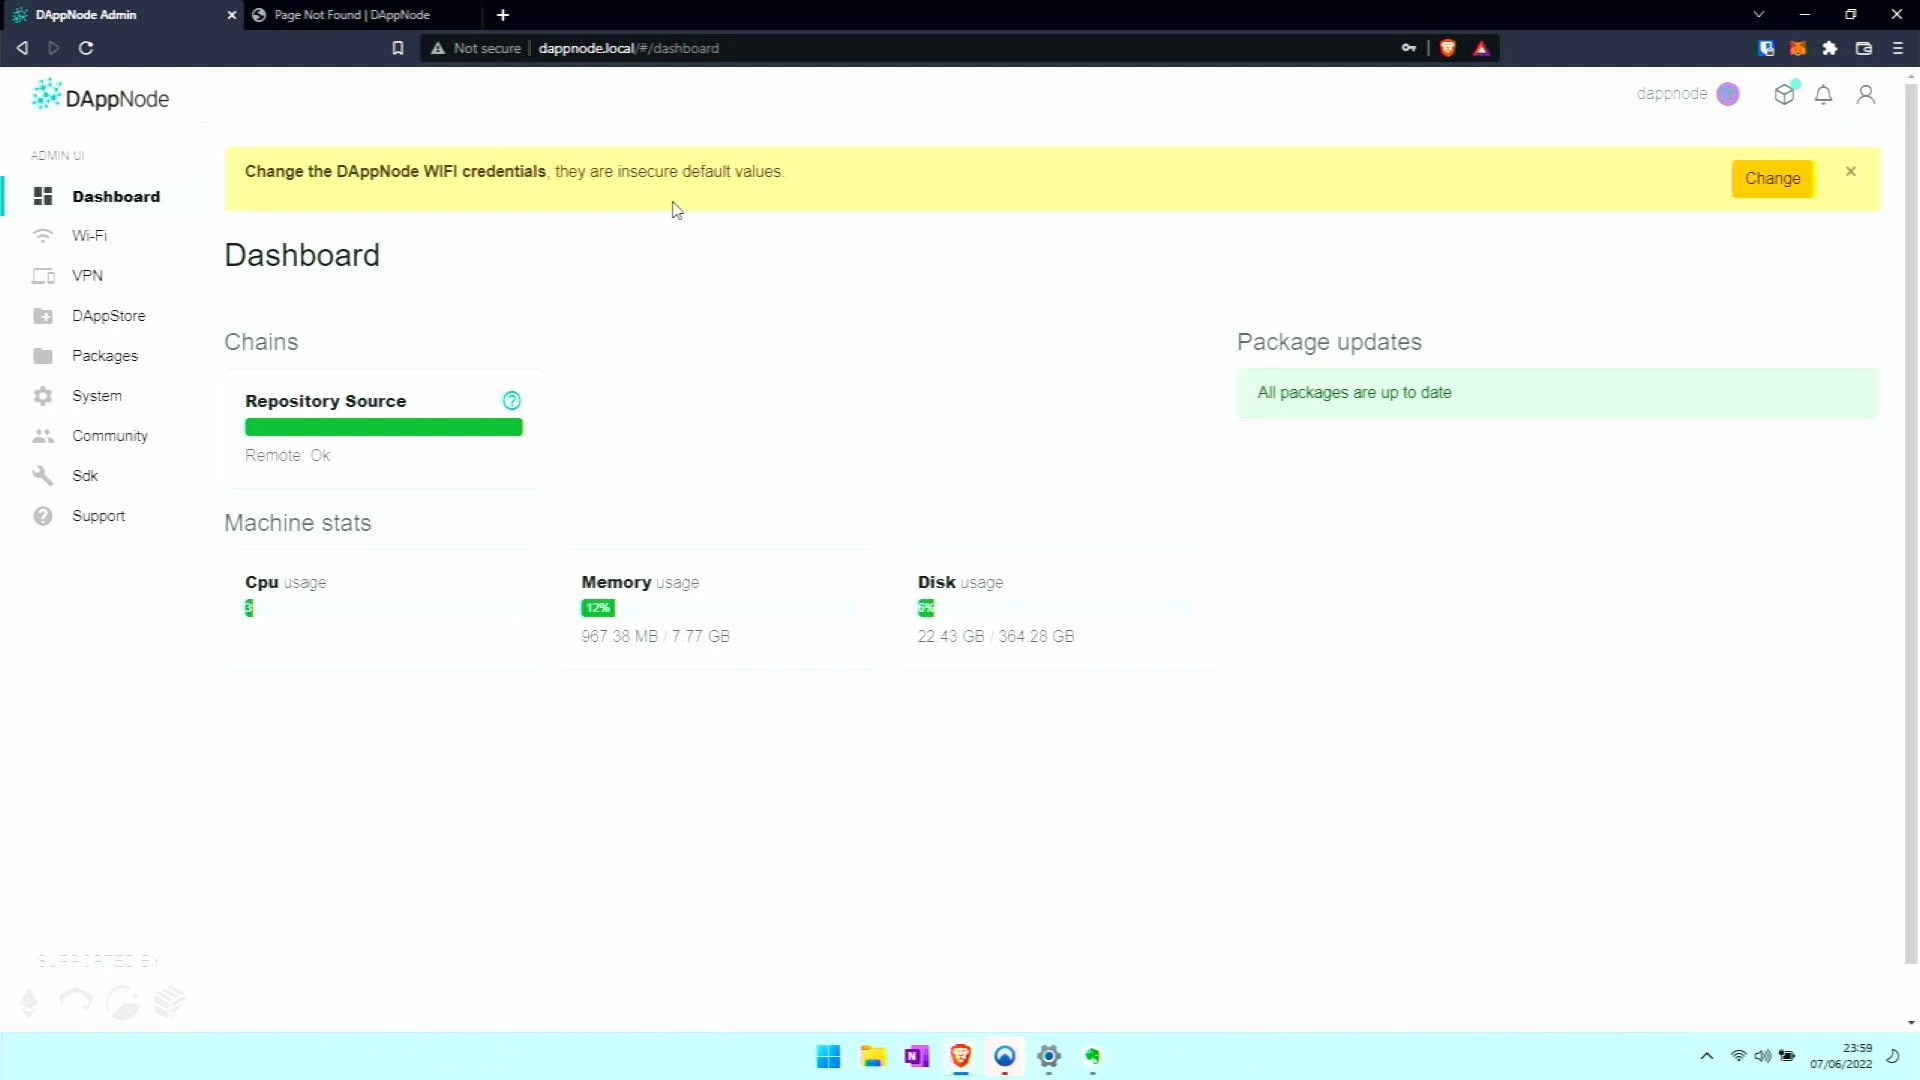 DAppNode Admin
Page Not Found | DAppNode
Not secure
dappnode.local/#/dashboard
DAppNode
dappnode
ADMIN UI
Dashboard
Wi-Fi
VPN
DAppStore
Packages
System
Community
Sdk
Support
SUPPORTED BY
Change the DAppNode WIFI credentials, they are insecure default values.
Change
Dashboard
Chains
Repository Source
Remote: Ok
Package updates
All packages are up to date
Machine stats
Cpu usage
Memory usage
12%
967.38 MB / 7.77 GB
Disk usage
6%
22.43 GB / 364.28 GB
23:59
07/06/2022